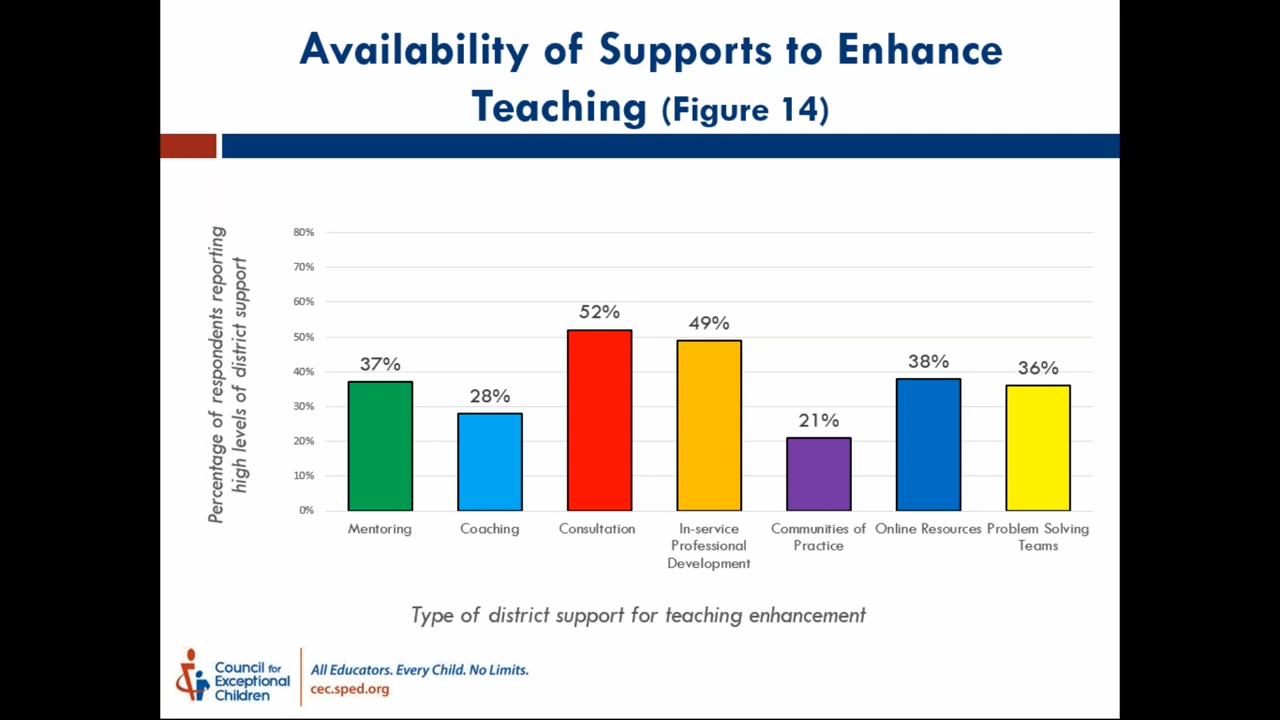 Availability of Supports to Enhance
Teaching (Figure 14)
Percentage of respondents reporting
high levels of district support
80%
70%
60%
50%
40%
30%
20%
10%
0%
37%
28%
52%
49%
21%
38%
36%
Mentoring
Coaching
Consultation
In-service
Professional
Development
Communities of
Practice
Online Resources
Problem Solving
Teams
Type of district support for teaching enhancement
Council for
Exceptional
Children
All Educators. Every Child. No Limits.
cec.sped.org